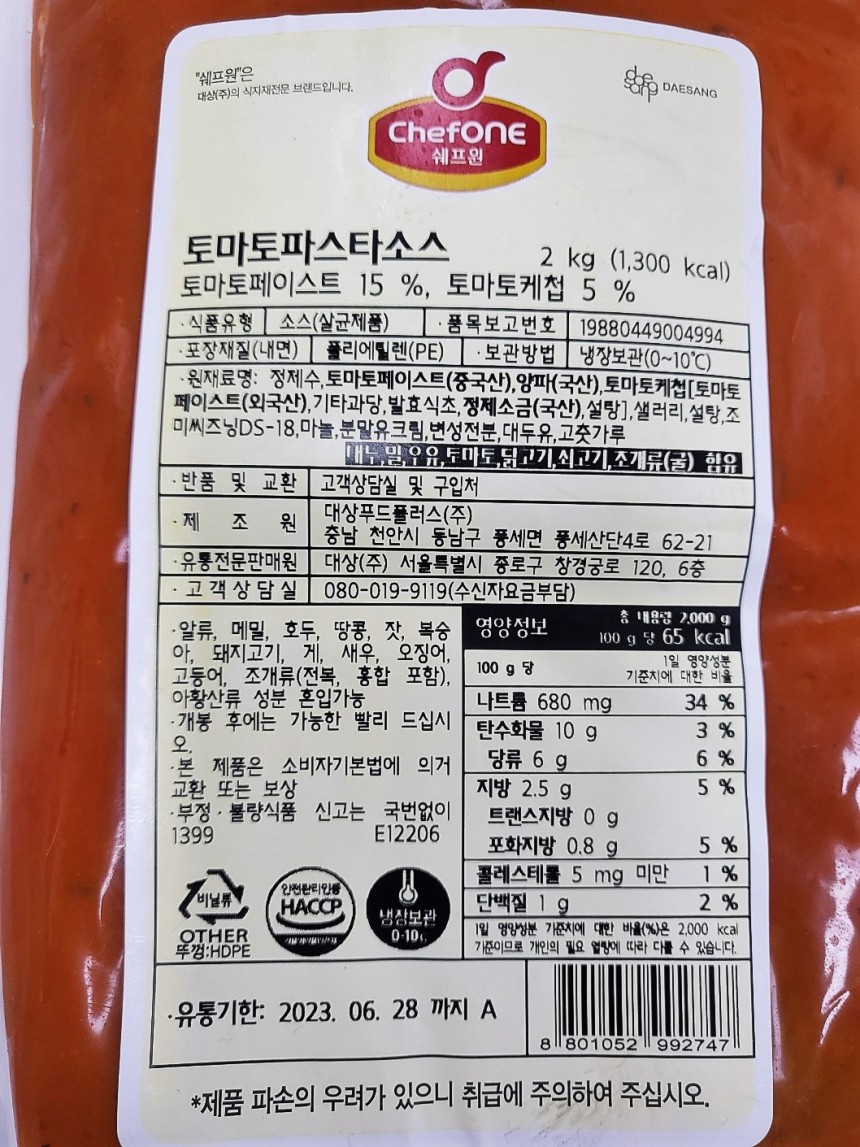 "쉐프원"은
대상(주)의 식자재전문 브랜드입니다.
ChefONE
쉐프원
daesang DAESANG
토마토파스타소스 2 kg (1,300 kcal)
토마토페이스트 15 %, 토마토케첩 5 %
·식품유형 소스(살균제품) ·품목보고번호 19880449004994
·포장재질(내면) 폴리에틸렌(PE) ·보관방법 냉장보관(0~10℃)
·원재료명: 정제수,토마토페이스트(중국산),양파(국산),토마토케첩[토마토
페이스트(외국산),기타과당,발효식초,정제소금(국산),설탕],샐러리,설탕,조
미씨즈닝DS-18,마늘,분말유크림,변성전분,대두유,고춧가루
대두,밀,우유,토마토,닭고기,쇠고기,조개류(굴) 함유
·반품 및 교환 고객상담실 및 구입처
·제 조 원 대상푸드플러스(주)
충남 천안시 동남구 풍세면 풍세산단4로 62-21
·유통전문판매원 대상(주) 서울특별시 종로구 창경궁로 120, 6층
·고객상담실 080-019-9119(수신자요금부담)
·알류, 메밀, 호두, 땅콩, 잣, 복숭
아, 돼지고기, 게, 새우, 오징어,
고등어, 조개류(전복, 홍합 포함),
아황산류 성분 혼입가능
·개봉 후에는 가능한 빨리 드십시
오.
·본 제품은 소비자기본법에 의거
교환 또는 보상
·부정·불량식품 신고는 국번없이
1399 E12206
비닐류
OTHER
뚜껑:HDPE
안전관리인증
HACCP
냉장보관
0-10℃
영양정보 총 내용량 2,000 g
100 g 당 65 kcal
100 g 당 1일 영양성분
기준치에 대한 비율
나트륨 680 mg 34 %
탄수화물 10 g 3 %
당류 6 g 6 %
지방 2.5 g 5 %
트랜스지방 0 g
포화지방 0.8 g 5 %
콜레스테롤 5 mg 미만 1 %
단백질 1 g 2 %
1일 영양성분 기준치에 대한 비율(%)은 2,000 kcal
기준이므로 개인의 필요 열량에 따라 다를 수 있습니다.
·유통기한: 2023. 06. 28 까지 A
8 801052 992747
*제품 파손의 우려가 있으니 취급에 주의하여 주십시오.